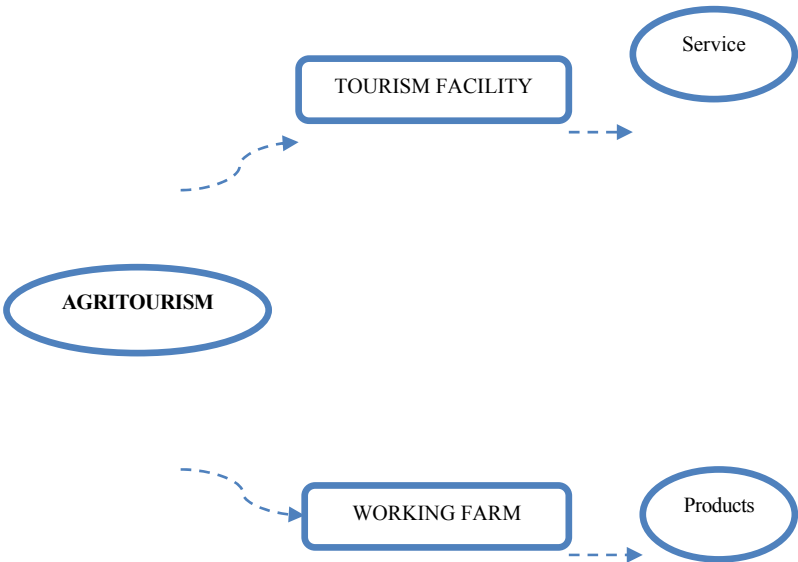 Service
TOURISM FACILITY
AGRITOURISM
WORKING FARM
Products